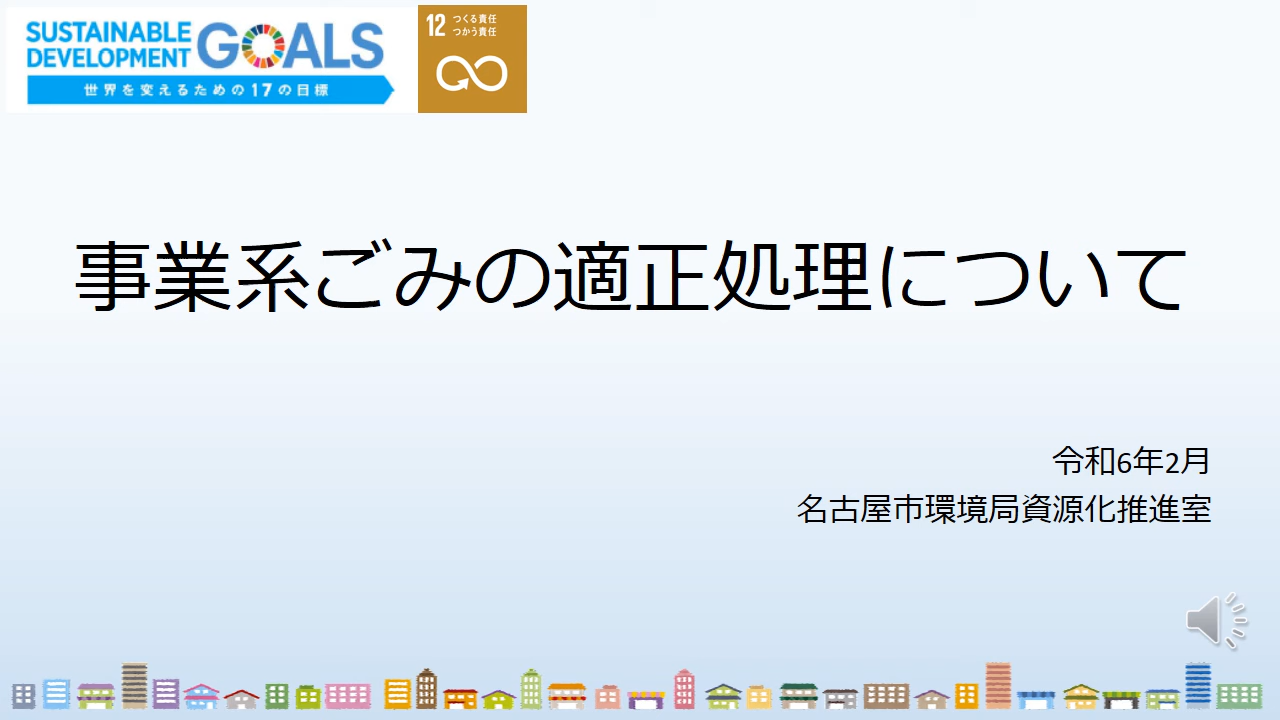 SUSTAINABLE
DEVELOPMENT
GOALS
世界を変えるための17の目標
12 つくる責任
つかう責任
事業系ごみの適正処理について
令和6年2月
名古屋市環境局資源化推進室